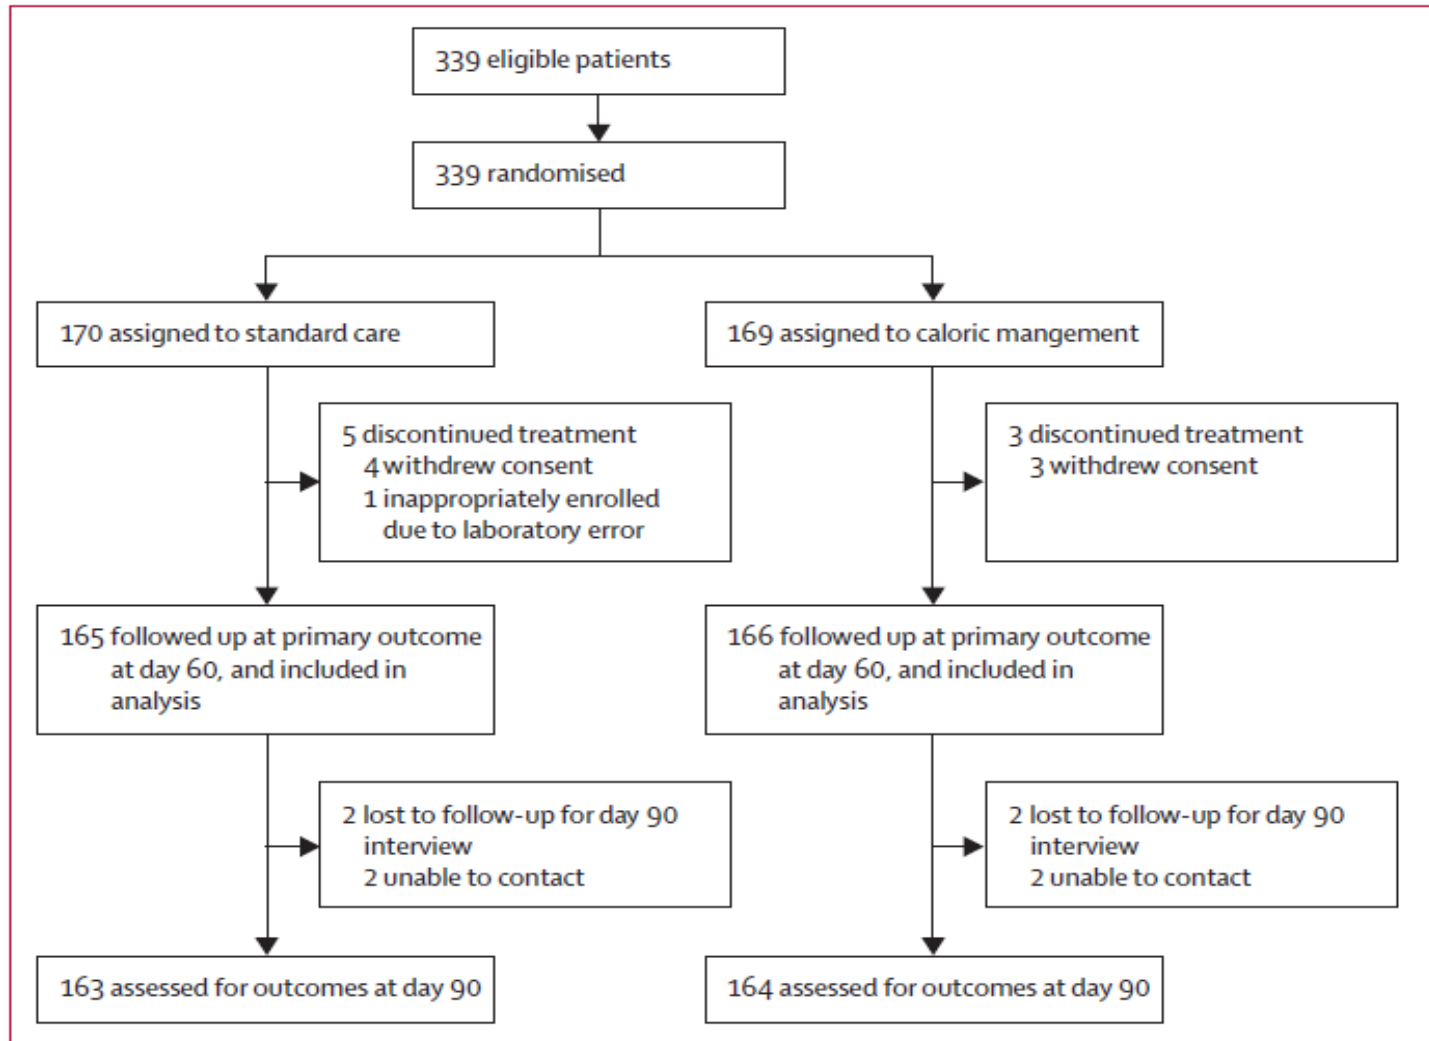 339 eligible patients
339 randomised
170 assigned to standard care
169 assigned to caloric mangement
5 discontinued treatment
4 withdrew consent
1 inappropriately enrolled
due to laboratory error
3 discontinued treatment
3 withdrew consent
165 followed up at primary outcome
at day 60, and included in
analysis
166 followed up at primary outcome
at day 60, and included in
analysis
2 lost to follow-up for day 90
interview
2 unable to contact
2 lost to follow-up for day 90
interview
2 unable to contact
163 assessed for outcomes at day 90
164 assessed for outcomes at day 90